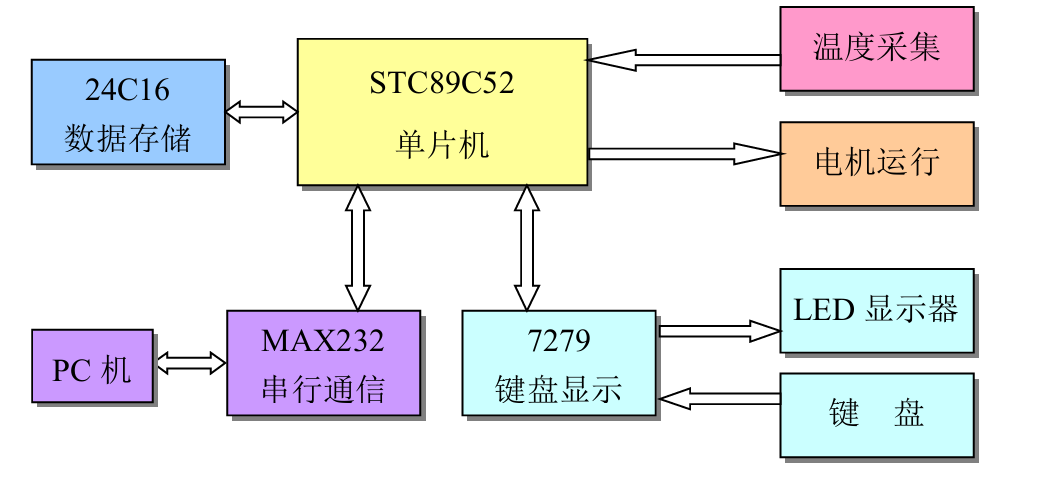 温度采集
24C16
数据存储
STC89C52
单片机
电机运行
LED 显示器
PC 机
MAX232
串行通信
7279
键盘显示
键 盘